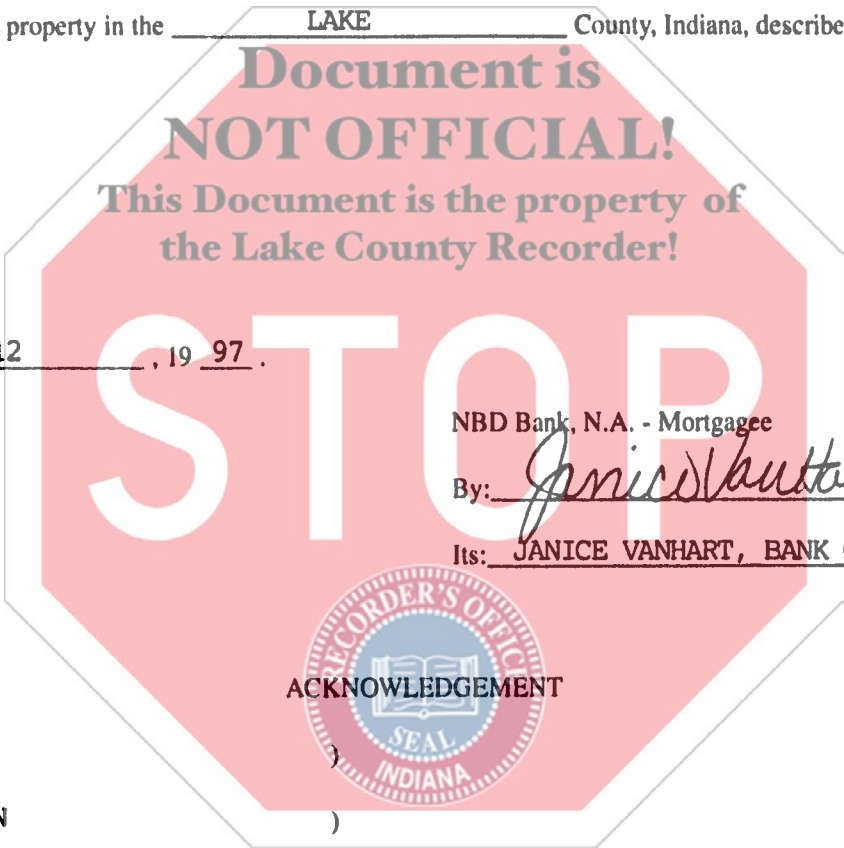 property in the LAKE County, Indiana, describe
Document is
NOT OFFICIAL!
This Document is the property of
the Lake County Recorder!
12 , 19 97 .
STOP
NBD Bank, N.A. - Mortgagee
By: Janice VanHa
Its: JANICE VANHART, BANK
RECORDER'S OFFICE
ACKNOWLEDGEMENT
SEAL
)
INDIANA
N )